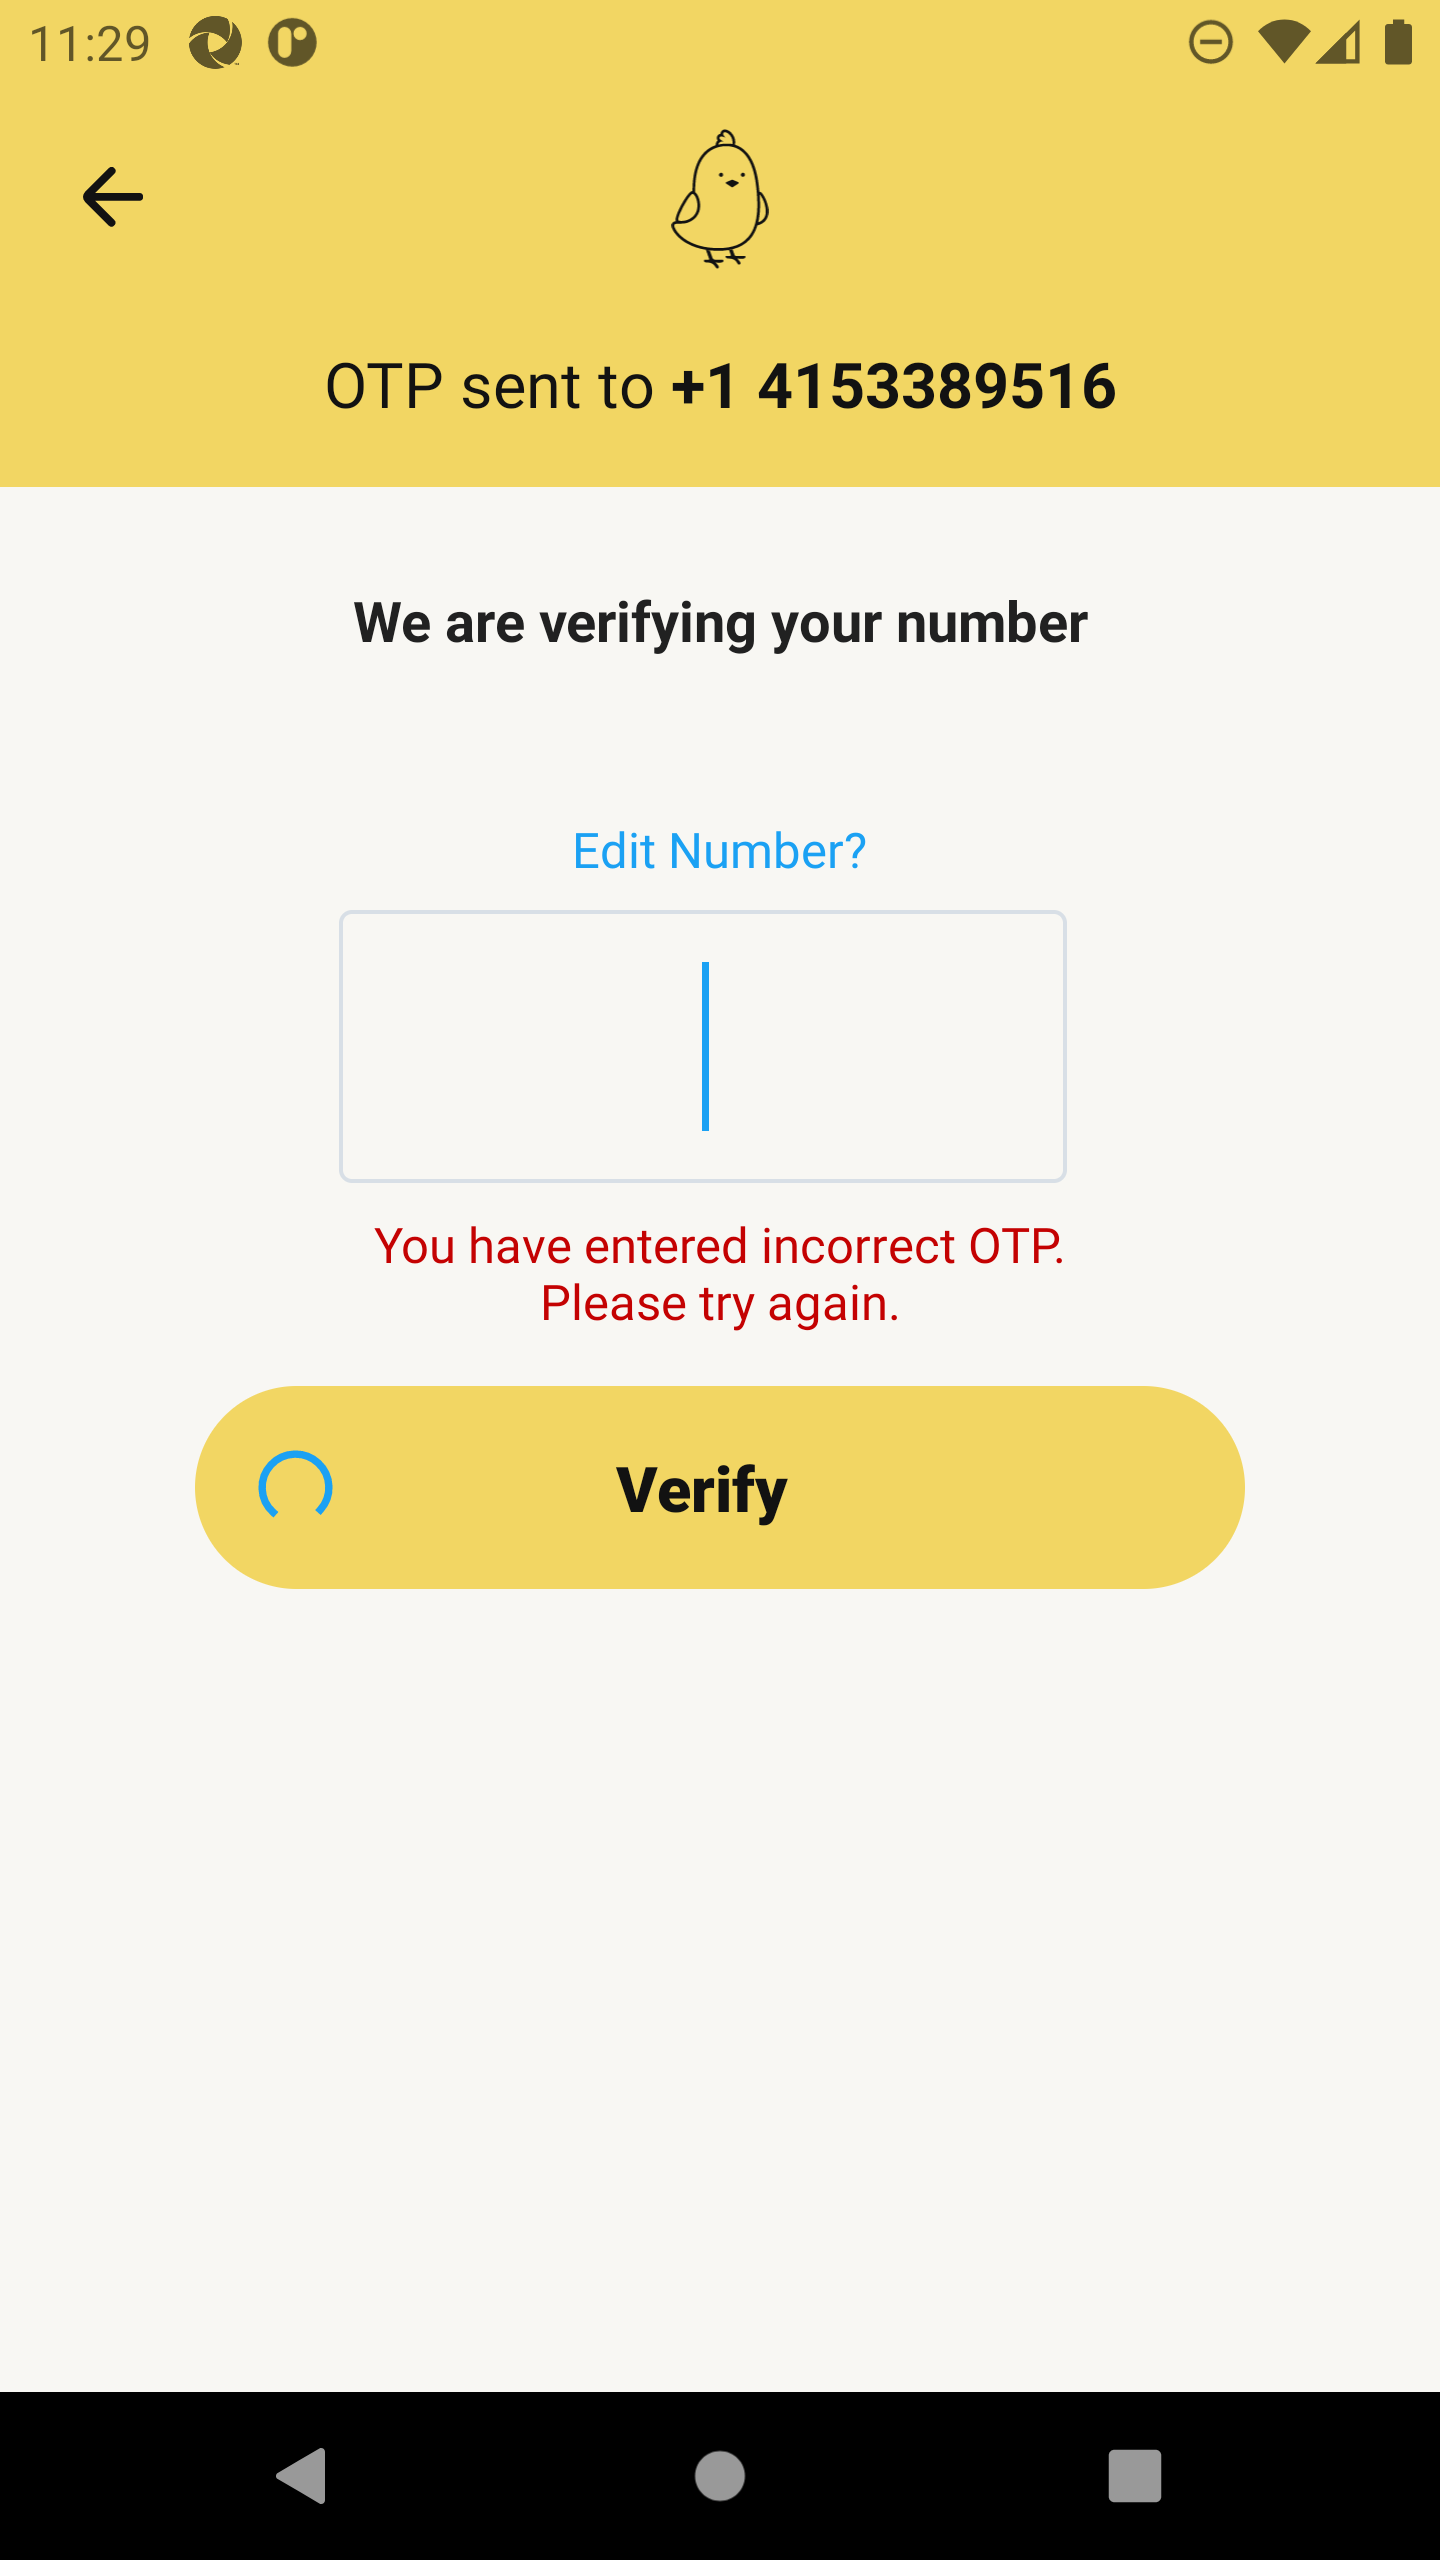 11:29
OTP sent to +1 4153389516
We are verifying your number
Edit Number?
You have entered incorrect OTP.
Please try again.
Verify